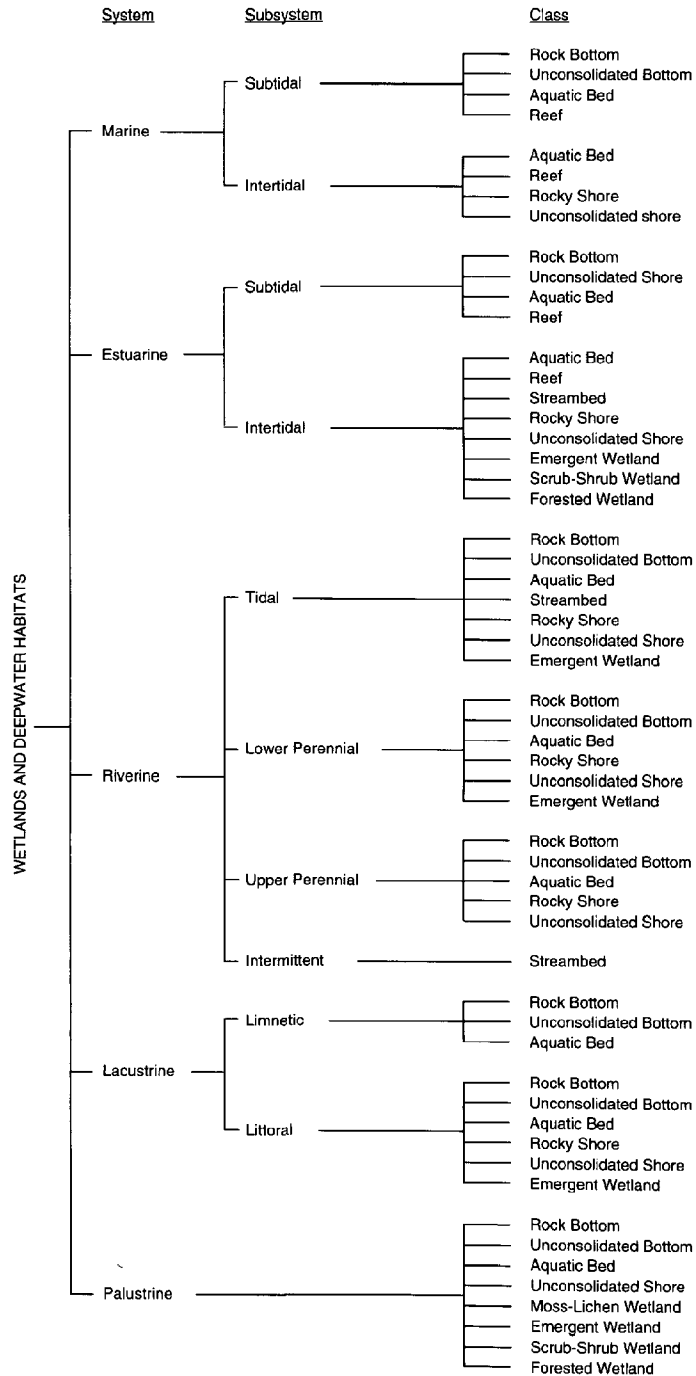 System Subsystem Class
Rock Bottom
Unconsolidated Bottom
Subtidal
Aquatic Bed
Reef
Marine
Aquatic Bed
Reef
Intertidal
Rocky Shore
Unconsolidated shore
Rock Bottom
Unconsolidated Shore
Subtidal
Aquatic Bed
Reef
Estuarine
Aquatic Bed
Reef
Streambed
Rocky Shore
Intertidal
Unconsolidated Shore
Emergent Wetland
Scrub-Shrub Wetland
Forested Wetland
WETLANDS AND DEEPWATER HABITATS
Rock Bottom
Unconsolidated Bottom
Aquatic Bed
Tidal
Streambed
Rocky Shore
Unconsolidated Shore
Emergent Wetland
Rock Bottom
Unconsolidated Bottom
Aquatic Bed
Lower Perennial
Rocky Shore
Unconsolidated Shore
Emergent Wetland
Riverine
Rock Bottom
Unconsolidated Bottom
Upper Perennial
Aquatic Bed
Rocky Shore
Unconsolidated Shore
Intermittent
Streambed
Rock Bottom
Limnetic
Unconsolidated Bottom
Aquatic Bed
Lacustrine
Rock Bottom
Unconsolidated Bottom
Aquatic Bed
Littoral
Rocky Shore
Unconsolidated Shore
Emergent Wetland
Rock Bottom
Unconsolidated Bottom
Aquatic Bed
Unconsolidated Shore
Palustrine
Moss-Lichen Wetland
Emergent Wetland
Scrub-Shrub Wetland
Forested Wetland